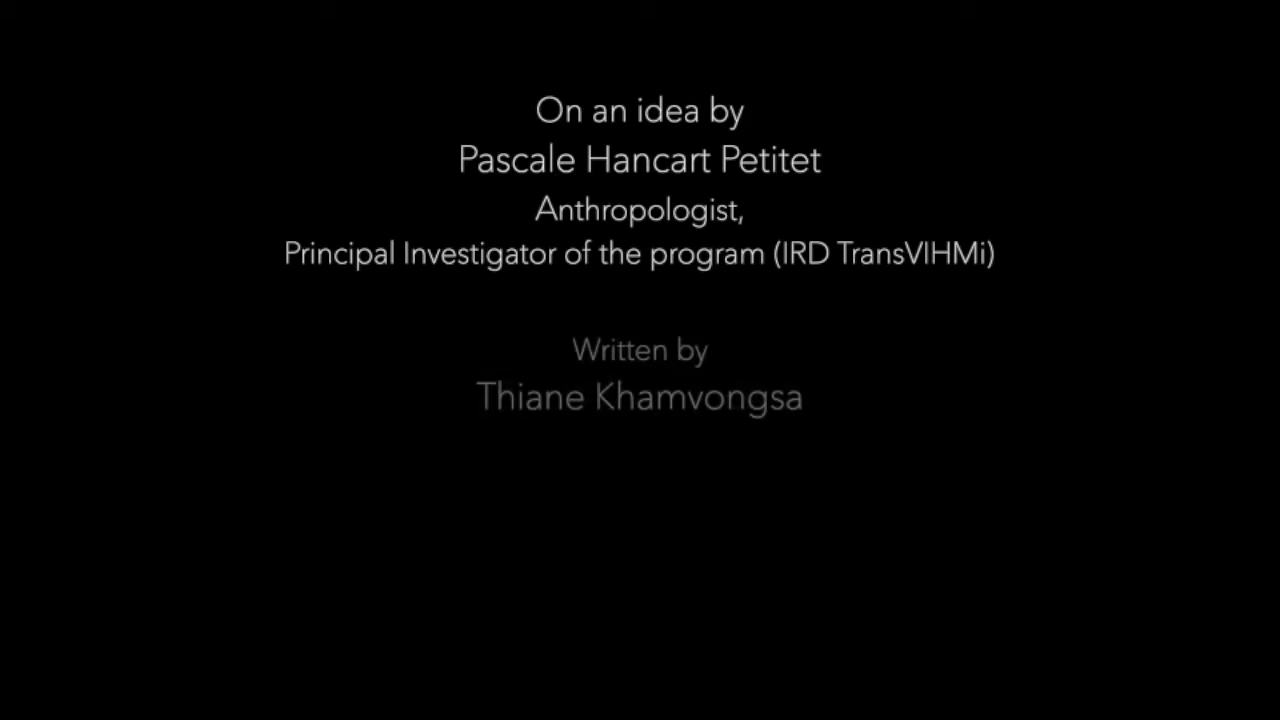 On an idea by
Pascale Hancart Petitet
Anthropologist,
Principal Investigator of the program (IRD TransVIHMi)
Written by
Thiane Khamvongsa